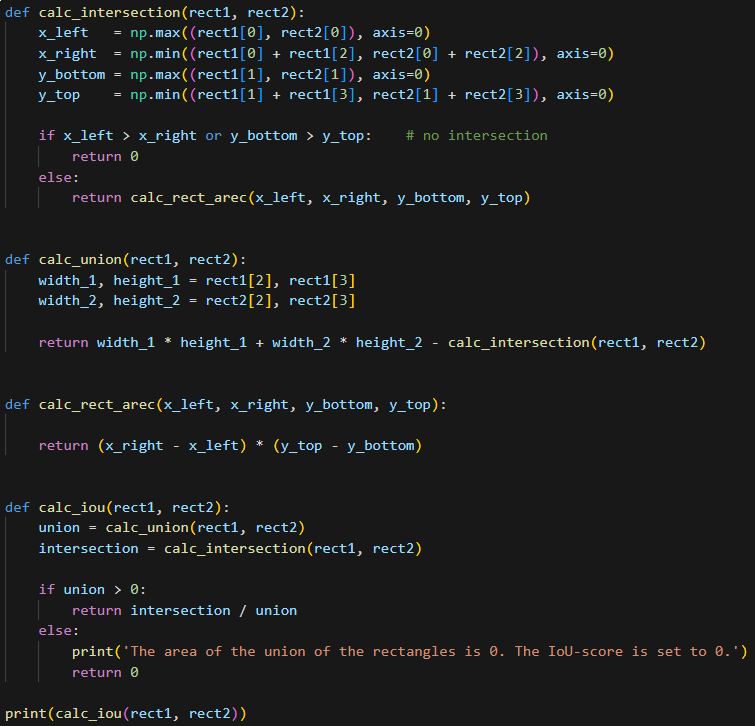 def calc_intersection(rect1, rect2):
    x_left   = np.max((rect1[0], rect2[0]), axis=0)
    x_right  = np.min((rect1[0] + rect1[2], rect2[0] + rect2[2]), axis=0)
    y_bottom = np.max((rect1[1], rect2[1]), axis=0)
    y_top    = np.min((rect1[1] + rect1[3], rect2[1] + rect2[3]), axis=0)

    if x_left > x_right or y_bottom > y_top:    # no intersection
        return 0
    else:
        return calc_rect_arec(x_left, x_right, y_bottom, y_top)


def calc_union(rect1, rect2):
    width_1, height_1 = rect1[2], rect1[3]
    width_2, height_2 = rect2[2], rect2[3]

    return width_1 * height_1 + width_2 * height_2 - calc_intersection(rect1, rect2)


def calc_rect_arec(x_left, x_right, y_bottom, y_top):

    return (x_right - x_left) * (y_top - y_bottom)


def calc_iou(rect1, rect2):
    union = calc_union(rect1, rect2)
    intersection = calc_intersection(rect1, rect2)

    if union > 0:
        return intersection / union
    else:
        print('The area of the union of the rectangles is 0. The IoU-score is set to 0.')
        return 0

print(calc_iou(rect1, rect2))